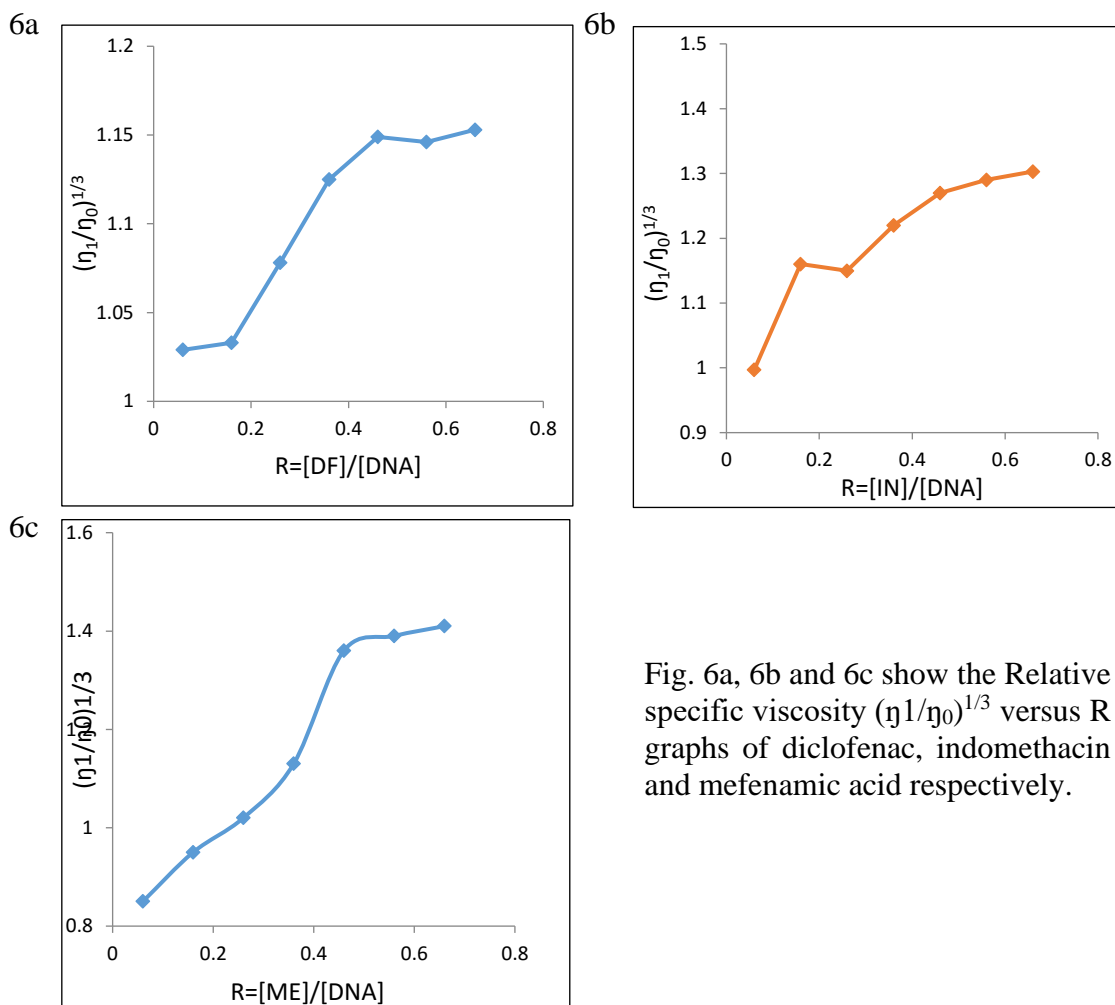 6a
1.2
1.15
1.1
1.05
1
(ŋ₁/ŋ₀)^1/3
0 0.2 0.4 0.6 0.8
R=[DF]/[DNA]
6b
1.5
1.4
1.3
1.2
1.1
1
0.9
(ŋ₁/ŋ₀)^1/3
0 0.2 0.4 0.6 0.8
R=[IN]/[DNA]
6c
1.6
1.4
1
0.8
(ŋ1/ŋ0)1/3
0 0.2 0.4 0.6 0.8
R=[ME]/[DNA]
Fig. 6a, 6b and 6c show the Relative
specific viscosity (ŋ1/ŋ₀)^1/3 versus R
graphs of diclofenac, indomethacin
and mefenamic acid respectively.